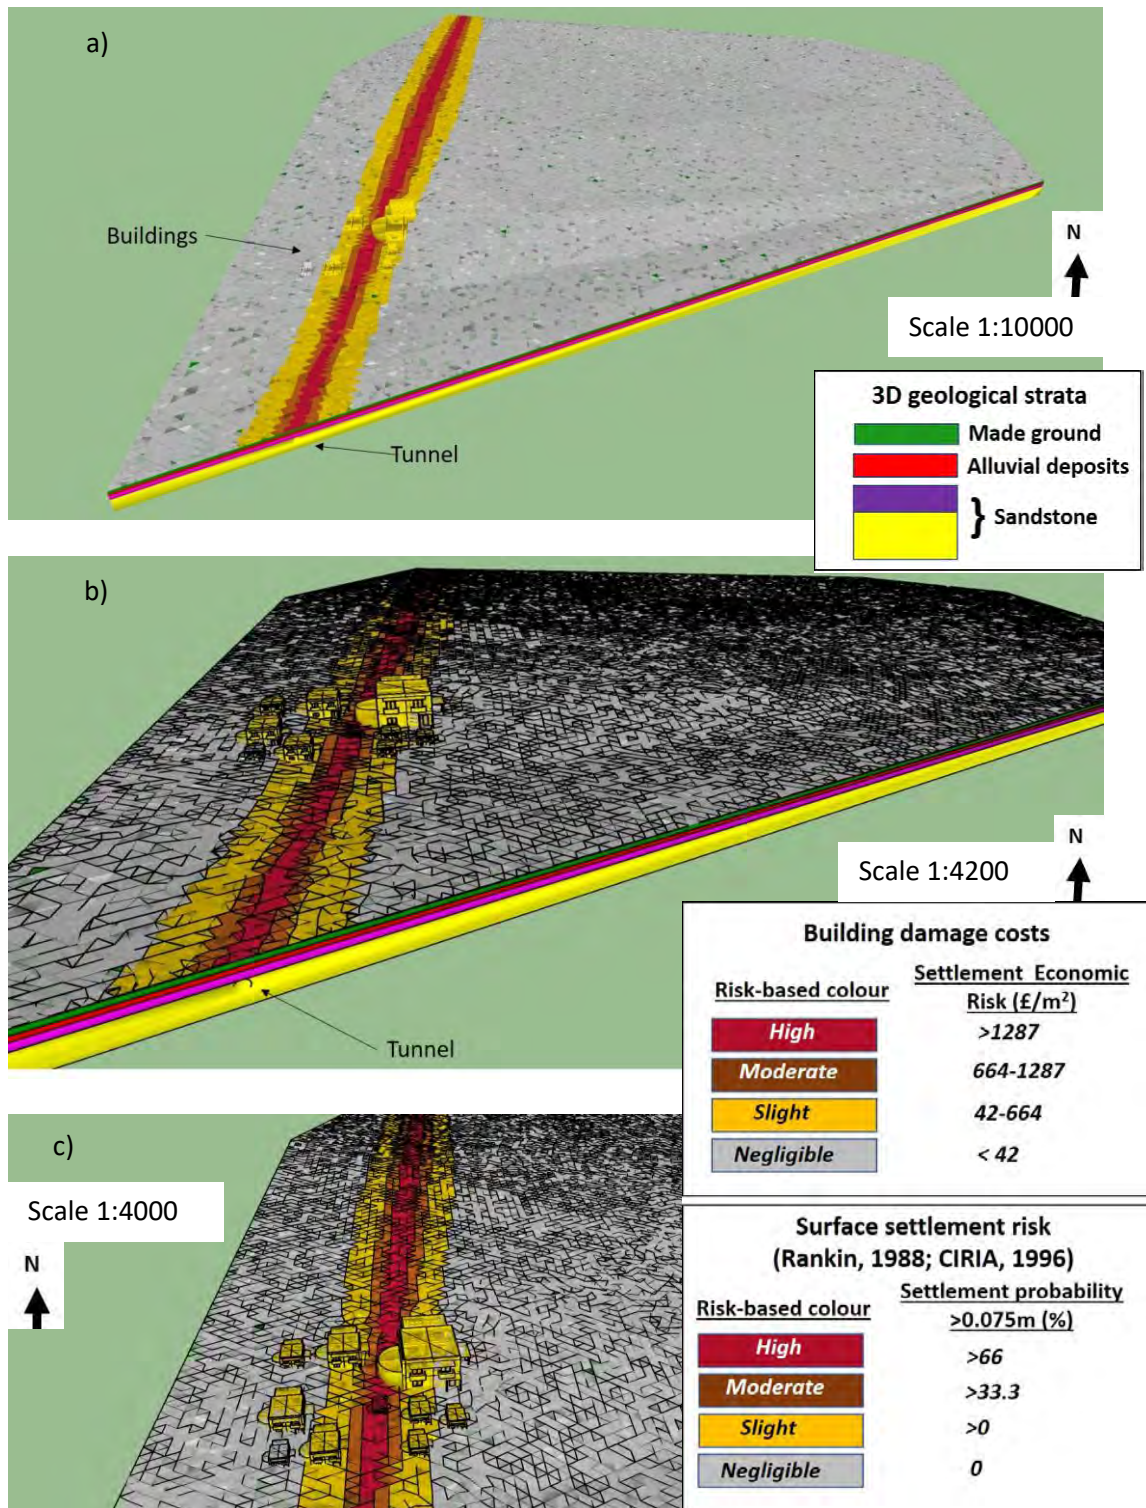 a)
Buildings
Tunnel
N
Scale 1:10000
3D geological strata
Made ground
Alluvial deposits
} Sandstone
b)
Tunnel
N
Scale 1:4200
Building damage costs
Risk-based colour
Settlement Economic
Risk (£/m²)
High >1287
Moderate 664-1287
Slight 42-664
Negligible < 42
c)
Scale 1:4000
N
Surface settlement risk
(Rankin, 1988; CIRIA, 1996)
Risk-based colour
Settlement probability
>0.075m (%)
High >66
Moderate >33.3
Slight >0
Negligible 0